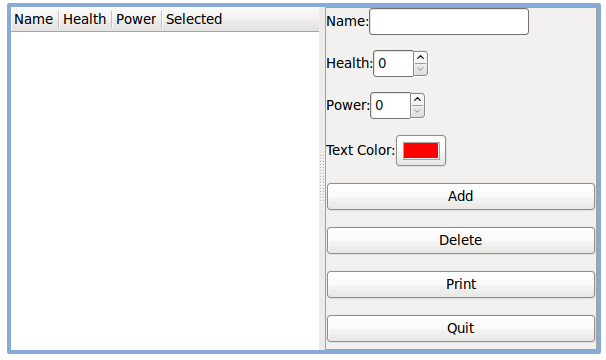 Name Health Power Selected
Name:
Health: 0
Power: 0
Text Color:
Add
Delete
Print
Quit